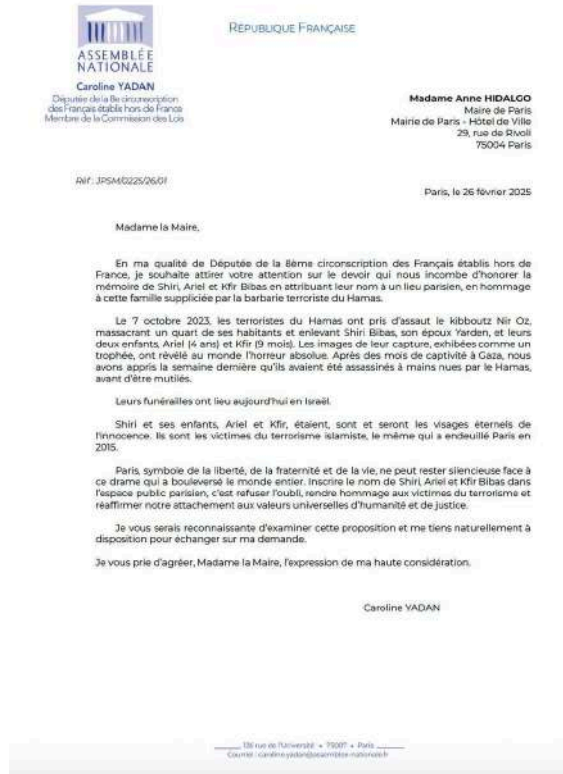 ASSEMBLÉE
NATIONALE
RÉPUBLIQUE FRANÇAISE
Caroline YADAN
Députée de la 8e circonscription
des Français établis hors de France
Membre de la Commission des Lois
Madame Anne HIDALGO
Maire de Paris
Mairie de Paris - Hôtel de Ville
29, rue de Rivoli
75004 Paris
Réf : JPSM/0225/26/01
Paris, le 26 février 2025
Madame la Maire,
En ma qualité de Députée de la 8ème circonscription des Français établis hors de
France, je souhaite attirer votre attention sur le devoir qui nous incombe d'honorer la
mémoire de Shiri, Ariel et Kfir Bibas en attribuant leur nom à un lieu parisien, en hommage
à cette famille suppliciée par la barbarie terroriste du Hamas.
Le 7 octobre 2023, les terroristes du Hamas ont pris d'assaut le kibboutz Nir Oz,
massacrant un quart de ses habitants et enlevant Shiri Bibas, son époux Yarden, et leurs
deux enfants, Ariel (4 ans) et Kfir (9 mois). Les images de leur capture, exhibées comme un
trophée, ont révélé au monde l'horreur absolue. Après des mois de captivité à Gaza, nous
avons appris la semaine dernière qu'ils avaient été assassinés à mains nues par le Hamas,
avant d'être mutilés.
Leurs funérailles ont lieu aujourd'hui en Israël.
Shiri et ses enfants, Ariel et Kfir, étaient, sont et seront les visages éternels de
l'innocence. Ils sont les victimes du terrorisme islamiste, le même qui a endeuillé Paris en
2015.
Paris, symbole de la liberté, de la fraternité et de la vie, ne peut rester silencieuse face à
ce drame qui a bouleversé le monde entier. Inscrire le nom de Shiri, Ariel et Kfir Bibas dans
l'espace public parisien, c'est refuser l'oubli, rendre hommage aux victimes du terrorisme et
réaffirmer notre attachement aux valeurs universelles d'humanité et de justice.
Je vous serais reconnaissante d'examiner cette proposition et me tiens naturellement à
disposition pour échanger sur ma demande.
Je vous prie d'agréer, Madame la Maire, l'expression de ma haute considération.
Caroline YADAN
126 rue de l'Université • 75007 • Paris
Courriel : caroline.yadan@assemblee-nationale.fr